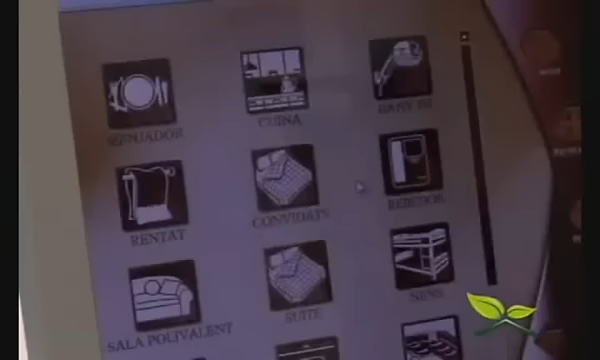 MENJADOR
CUINA
BANY
RENTAT
CONVIDATS
REBEDOR
SALA POLIVALENT
SUITE
NENS